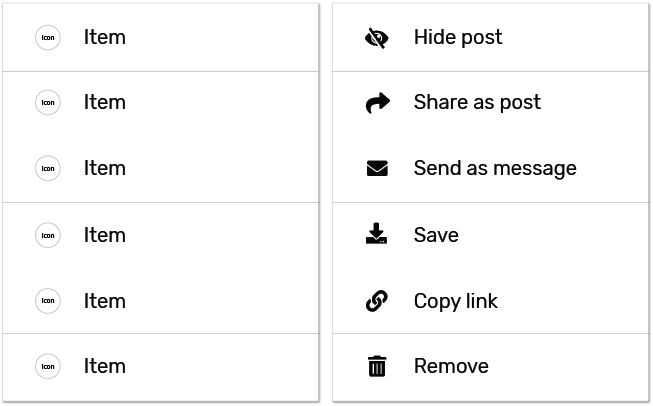 Icon Item
Icon Item
Icon Item
Icon Item
Icon Item
Icon Item
Hide post
Share as post
Send as message
Save
Copy link
Remove